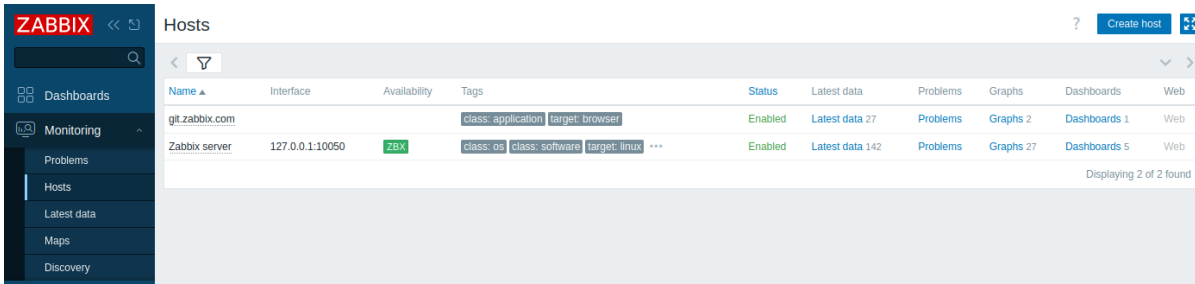 ZABBIX
Hosts
?
Create host
Dashboards
Monitoring
Problems
Hosts
Latest data
Maps
Discovery
Name Interface Availability Tags Status Latest data Problems Graphs Dashboards Web
git.zabbix.com class: application target: browser Enabled Latest data 27 Problems Graphs 2 Dashboards 1 Web
Zabbix server 127.0.0.1:10050 ZBX class: os class: software target: linux ••• Enabled Latest data 142 Problems Graphs 27 Dashboards 5 Web
Displaying 2 of 2 found